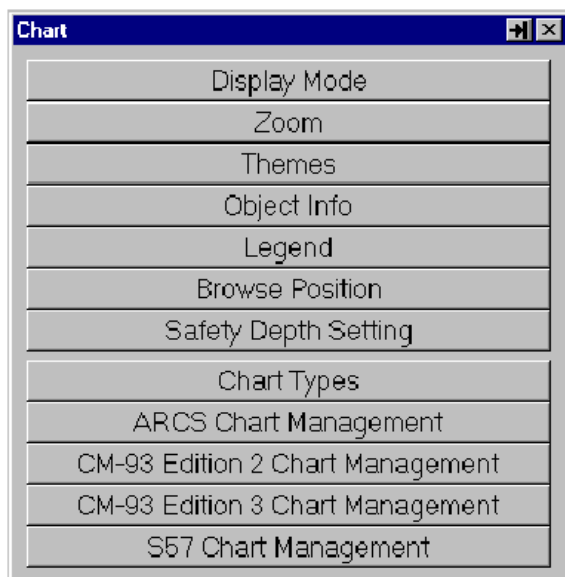 Chart
Display Mode
Zoom
Themes
Object Info
Legend
Browse Position
Safety Depth Setting
Chart Types
ARCS Chart Management
CM-93 Edition 2 Chart Management
CM-93 Edition 3 Chart Management
S57 Chart Management